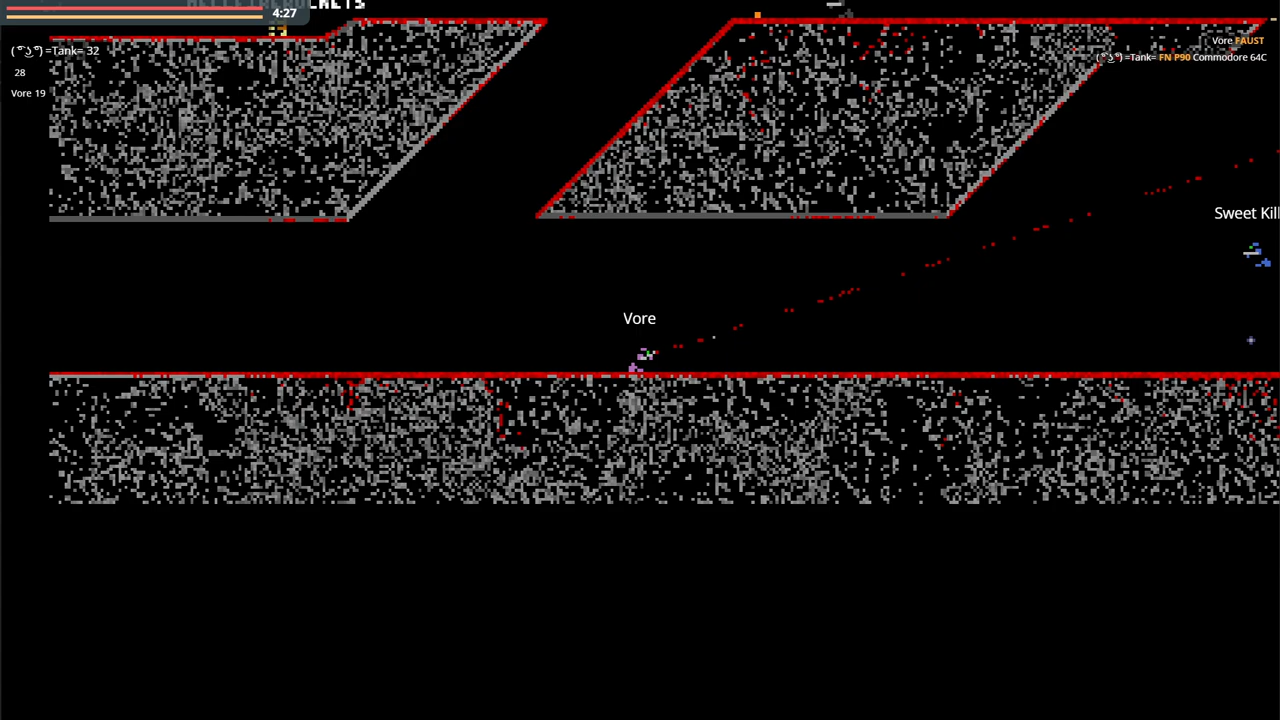 4:27
( ͡° ͜ʖ ͡°) =Tank= 32
28
Vore 19
Vore FAUST
( ͡° ͜ʖ ͡°) =Tank= FN P90 Commodore 64C
Sweet Kill
Vore